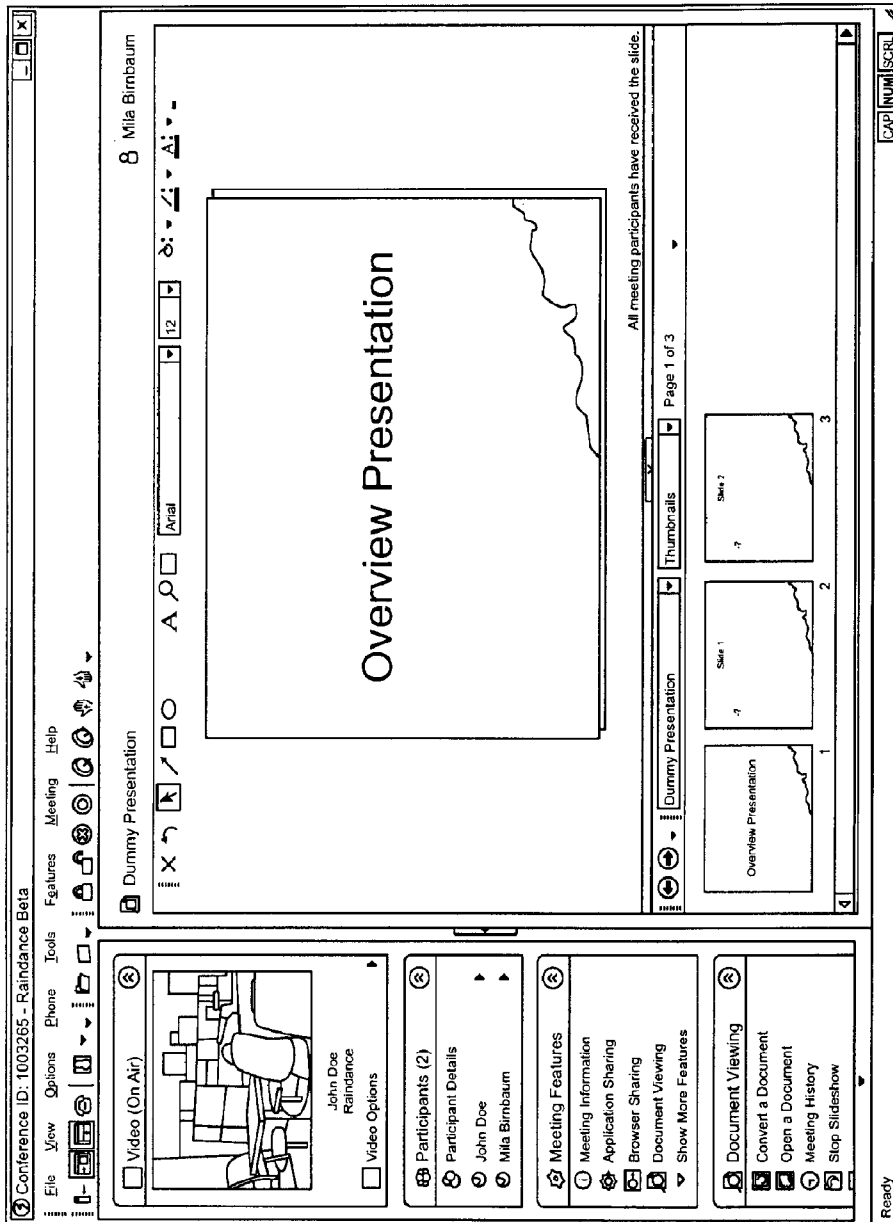 Conference ID: 1003265 - Raindance Beta
File View Options Phone Tools Features Meeting Help
Video (On Air)
John Doe
Raindance
Video Options
Participants (2)
Participant Details
John Doe
Mila Birnbaum
Meeting Features
Meeting Information
Application Sharing
Browser Sharing
Document Viewing
Show More Features
Document Viewing
Convert a Document
Open a Document
Meeting History
Stop Slideshow
Dummy Presentation
Mila Birnbaum
A Arial 12 A
Overview Presentation
All meeting participants have received the slide.
Dummy Presentation Thumbnails Page 1 of 3
Overview Presentation
1
Slide 1
-?
2
Slide 2
-?
3
Ready
CAP NUM SCRL